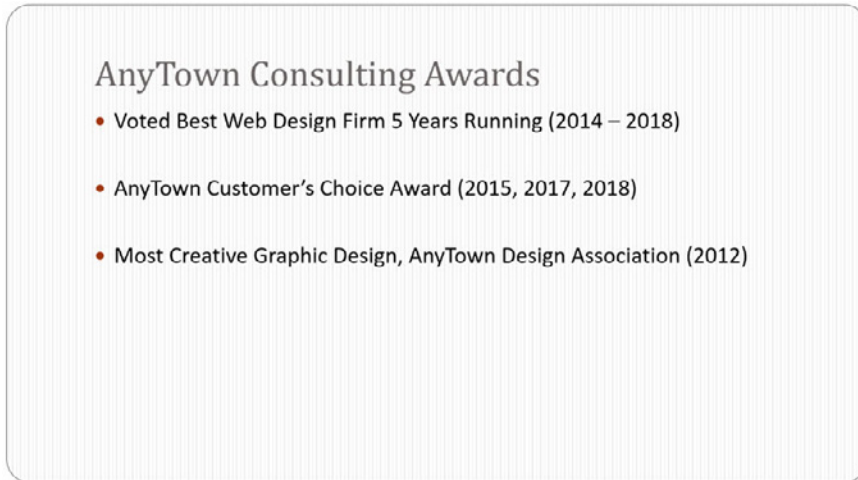 AnyTown Consulting Awards
• Voted Best Web Design Firm 5 Years Running (2014 – 2018)
• AnyTown Customer’s Choice Award (2015, 2017, 2018)
• Most Creative Graphic Design, AnyTown Design Association (2012)